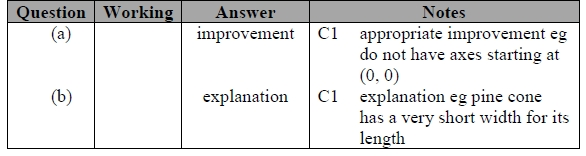 Question Working Answer Notes
(a) improvement C1 appropriate improvement eg
do not have axes starting at
(0, 0)
(b) explanation C1 explanation eg pine cone
has a very short width for its
length